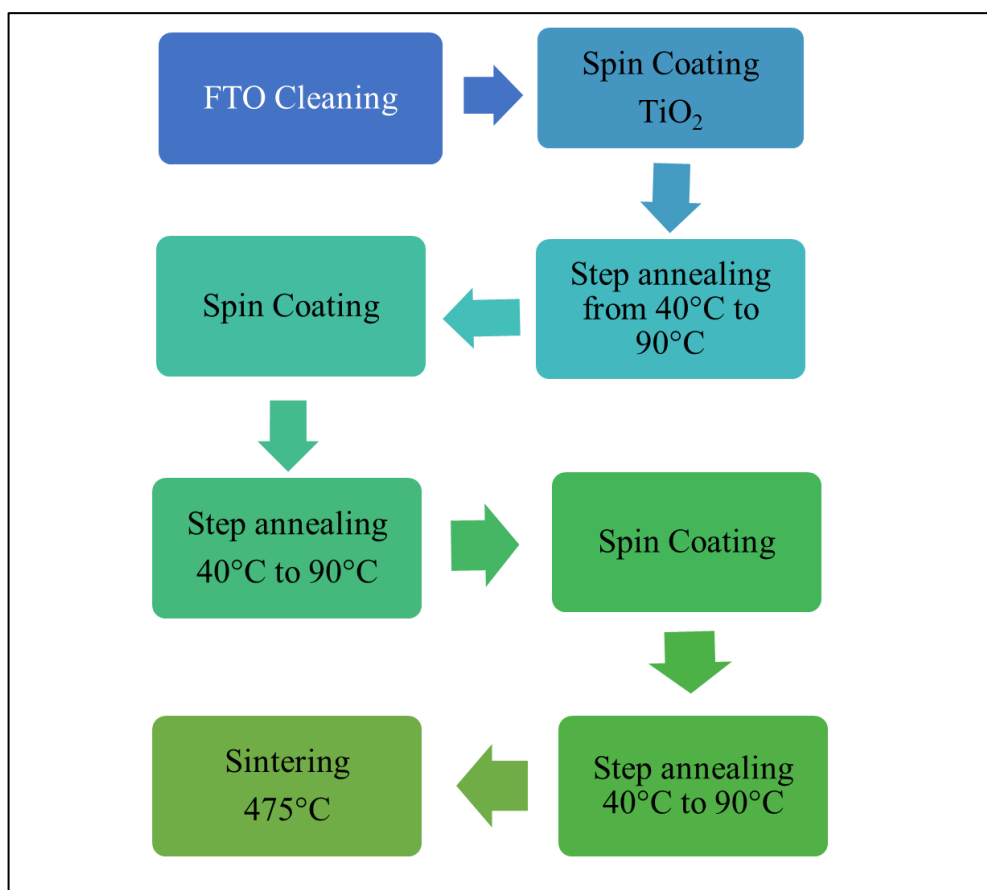 FTO Cleaning
Spin Coating
TiO₂
Step annealing
from 40°C to
90°C
Spin Coating
Step annealing
40°C to 90°C
Spin Coating
Step annealing
40°C to 90°C
Sintering
475°C